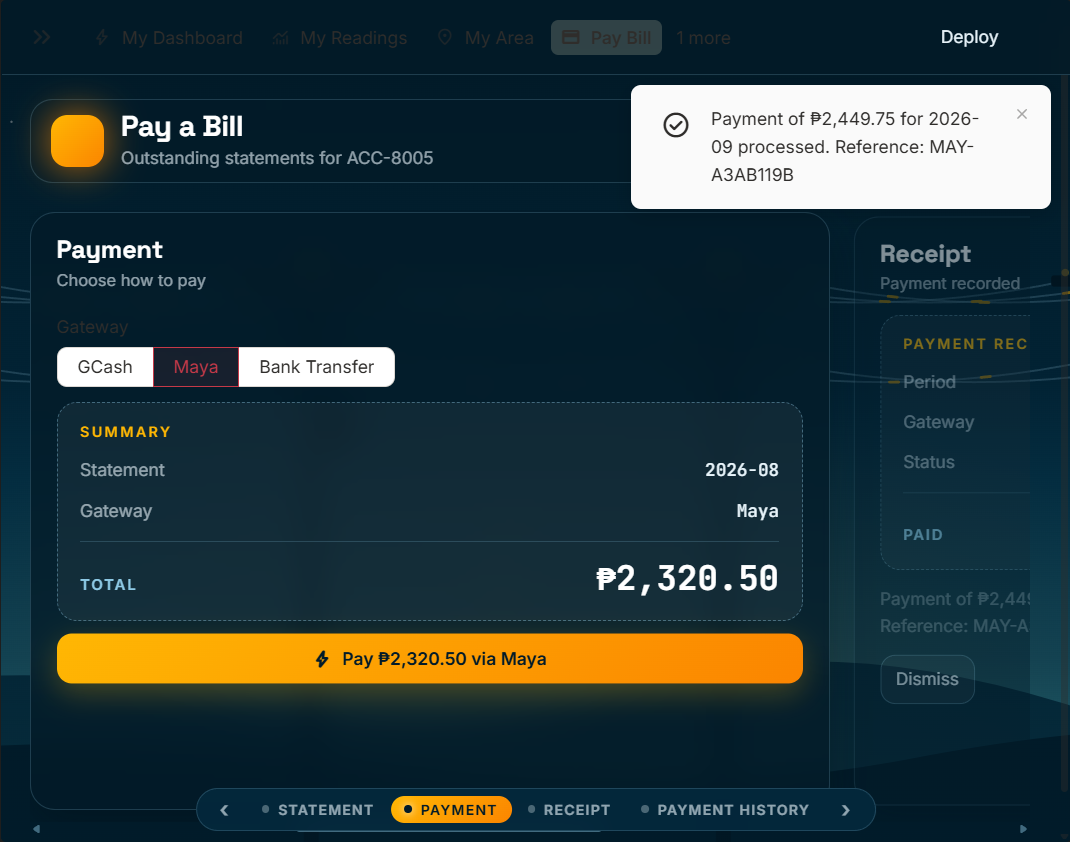 My Dashboard
My Readings
My Area
Pay Bill
1 more
Deploy
Pay a Bill
Outstanding statements for ACC-8005
Payment of ₱2,449.75 for 2026-
09 processed. Reference: MAY-
A3AB119B
Payment
Choose how to pay
Gateway
GCash
Maya
Bank Transfer
SUMMARY
Statement 2026-08
Gateway Maya
TOTAL ₱2,320.50
Pay ₱2,320.50 via Maya
Receipt
Payment recorded
PAYMENT REC
Period
Gateway
Status
PAID
Payment of ₱2,449
Reference: MAY-A
Dismiss
STATEMENT
PAYMENT
RECEIPT
PAYMENT HISTORY